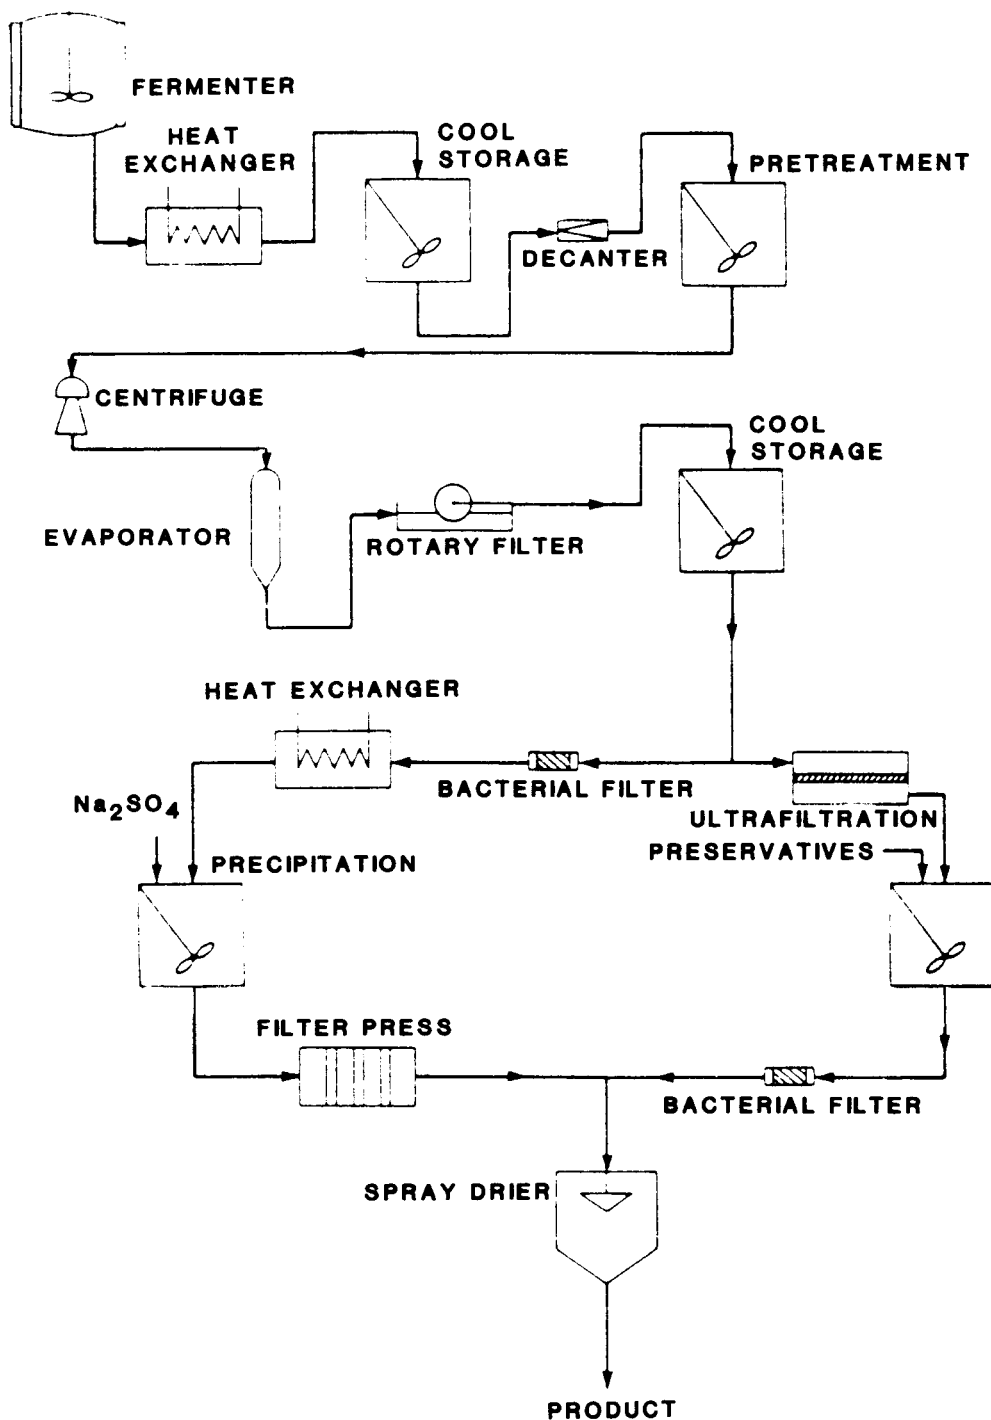 FERMENTER
HEAT
EXCHANGER
COOL
STORAGE
PRETREATMENT
DECANTER
CENTRIFUGE
COOL
STORAGE
EVAPORATOR
ROTARY FILTER
HEAT EXCHANGER
BACTERIAL FILTER
Na₂SO₄
ULTRAFILTRATION
PRESERVATIVES
PRECIPITATION
FILTER PRESS
BACTERIAL FILTER
SPRAY DRIER
PRODUCT